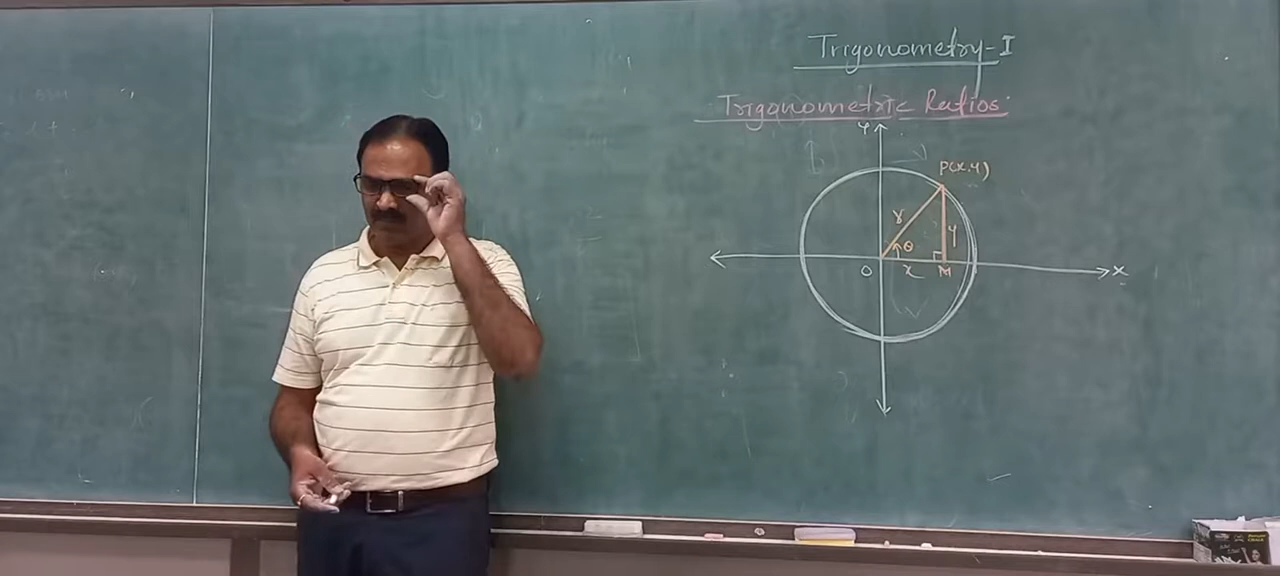 Trigonometry-I
Trigonometric Ratios
Y
P(x,y)
r
y
θ
O
x
M
X